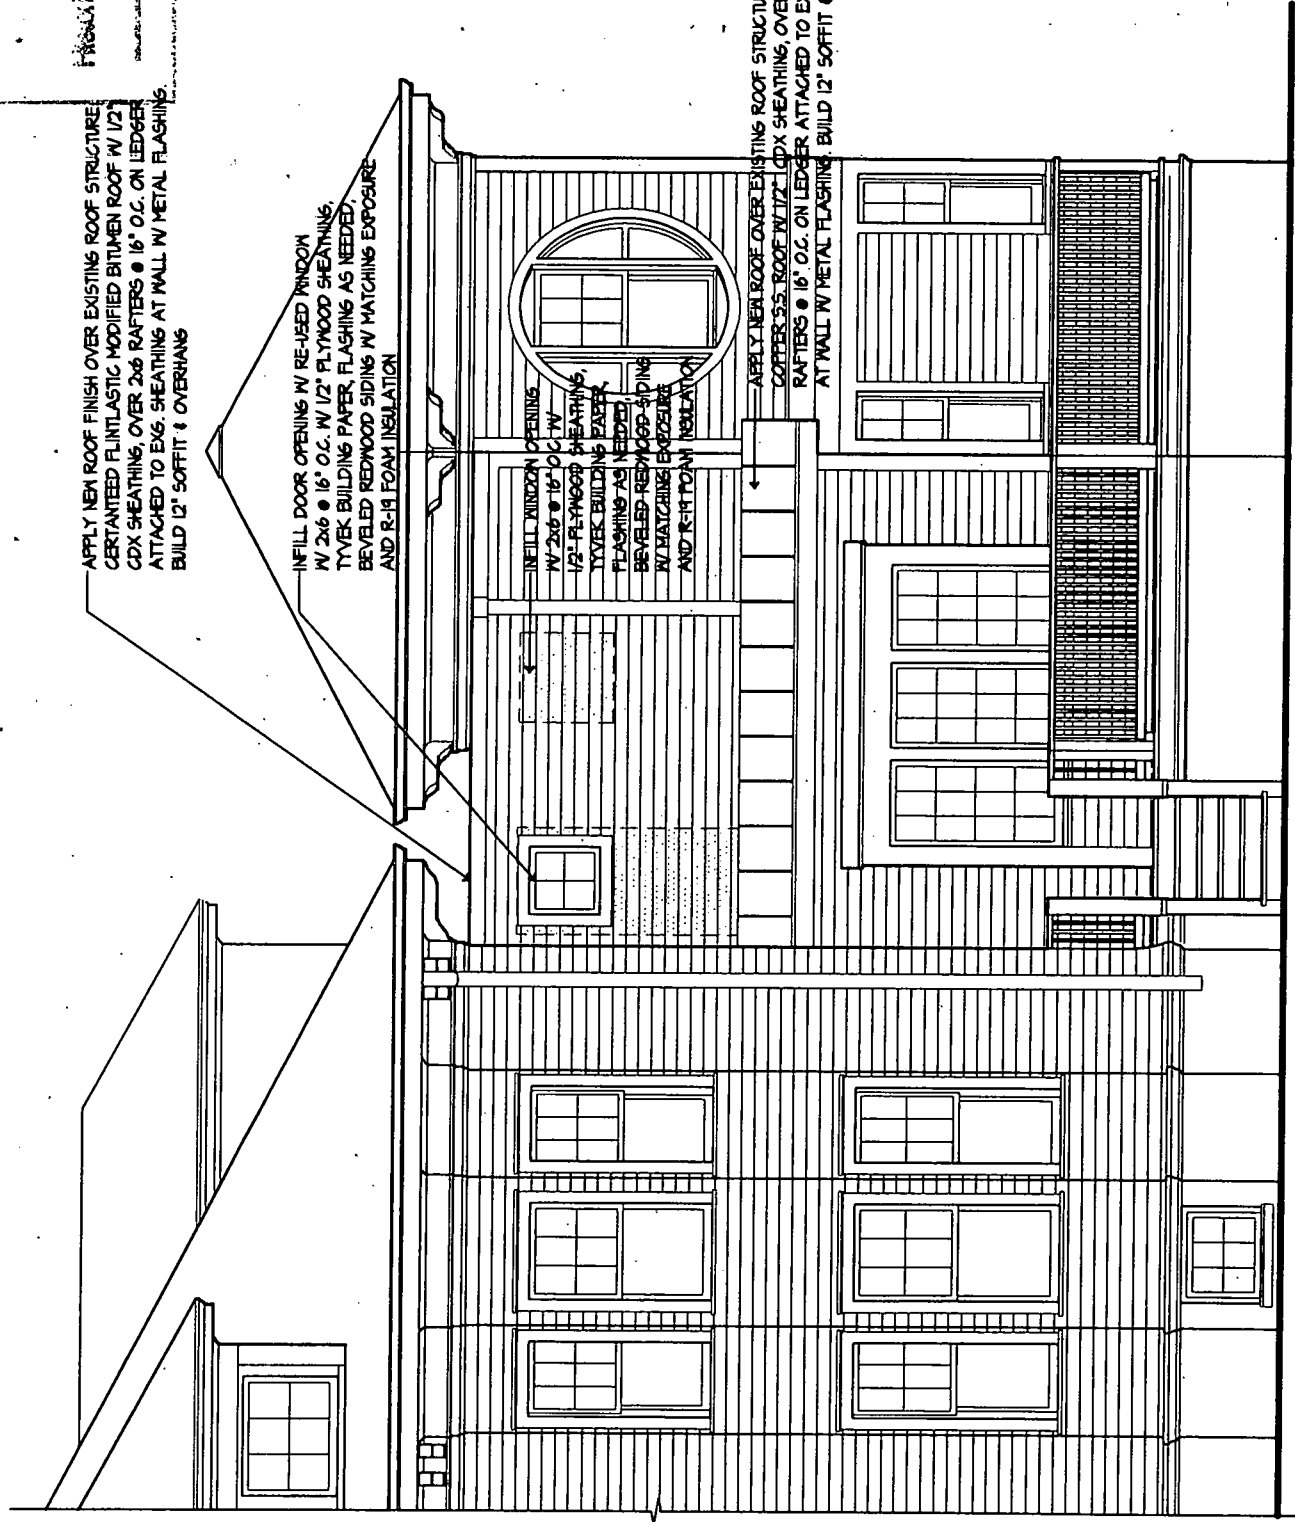 APPLY NEW ROOF FINISH OVER EXISTING ROOF STRUCTURE.
CERTANTEED FLINTLASTIC MODIFIED BITUMEN ROOF W/ 1/2"
CDX SHEATHING, OVER 2x6 RAFTERS @ 16" O.C. ON LEDGER
ATTACHED TO EXG. SHEATHING AT WALL W/ METAL FLASHING.
BUILD 12" SOFFIT & OVERHANG
INFILL DOOR OPENING W/ RE-USED WINDOW
W/ 2x6 @ 16" O.C. W/ 1/2" PLYWOOD SHEATHING,
TYVEK BUILDING PAPER, FLASHING AS NEEDED,
BEVELED REDWOOD SIDING W/ MATCHING EXPOSURE
AND R-19 FOAM INSULATION
INFILL WINDOW OPENING
W/ 2x6 @ 16" O.C. W/
1/2" PLYWOOD SHEATHING,
TYVEK BUILDING PAPER,
FLASHING AS NEEDED,
BEVELED REDWOOD SIDING
W/ MATCHING EXPOSURE
AND R-19 FOAM INSULATION
APPLY NEW ROOF OVER EXISTING ROOF STRUCTU
COPPER S.S. ROOF W/ 1/2" CDX SHEATHING, OVE
RAFTERS @ 16" O.C. ON LEDGER ATTACHED TO EX
AT WALL W/ METAL FLASHING. BUILD 12" SOFFIT &